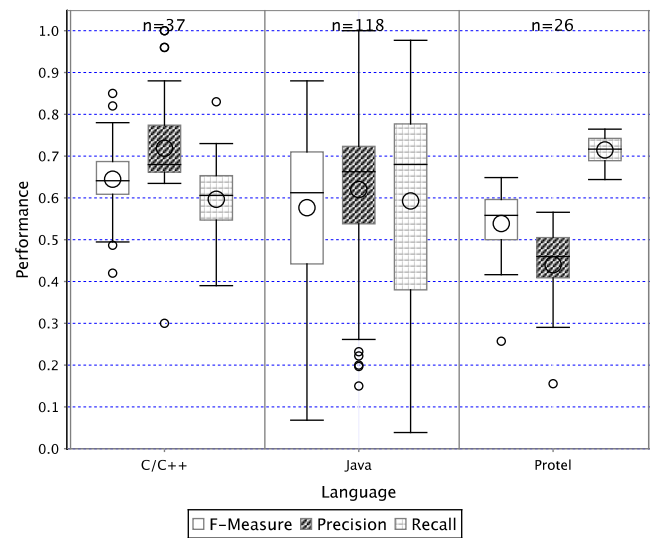 n=37 n=118 n=26
1.0
0.9
0.8
0.7
0.6
0.5
0.4
0.3
0.2
0.1
0.0
Performance
C/C++ Java Protel
Language
F-Measure Precision Recall